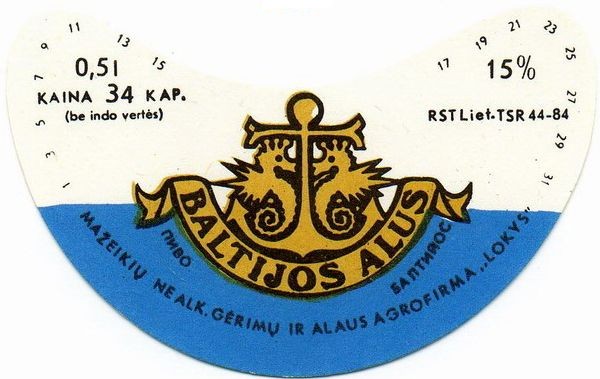 1 3 5 7 9 11 13 15
17 19 21 23 25 27 29 31
0,5l
KAINA 34 KAP.
(be indo vertės)
15%
RST Liet.TSR 44-84
BALTIJOS ALUS
ПИВО БАЛТИЙОС
MAŽEIKIŲ NEALK. GĖRIMŲ IR ALAUS AGROFIRMA „LOKYS"